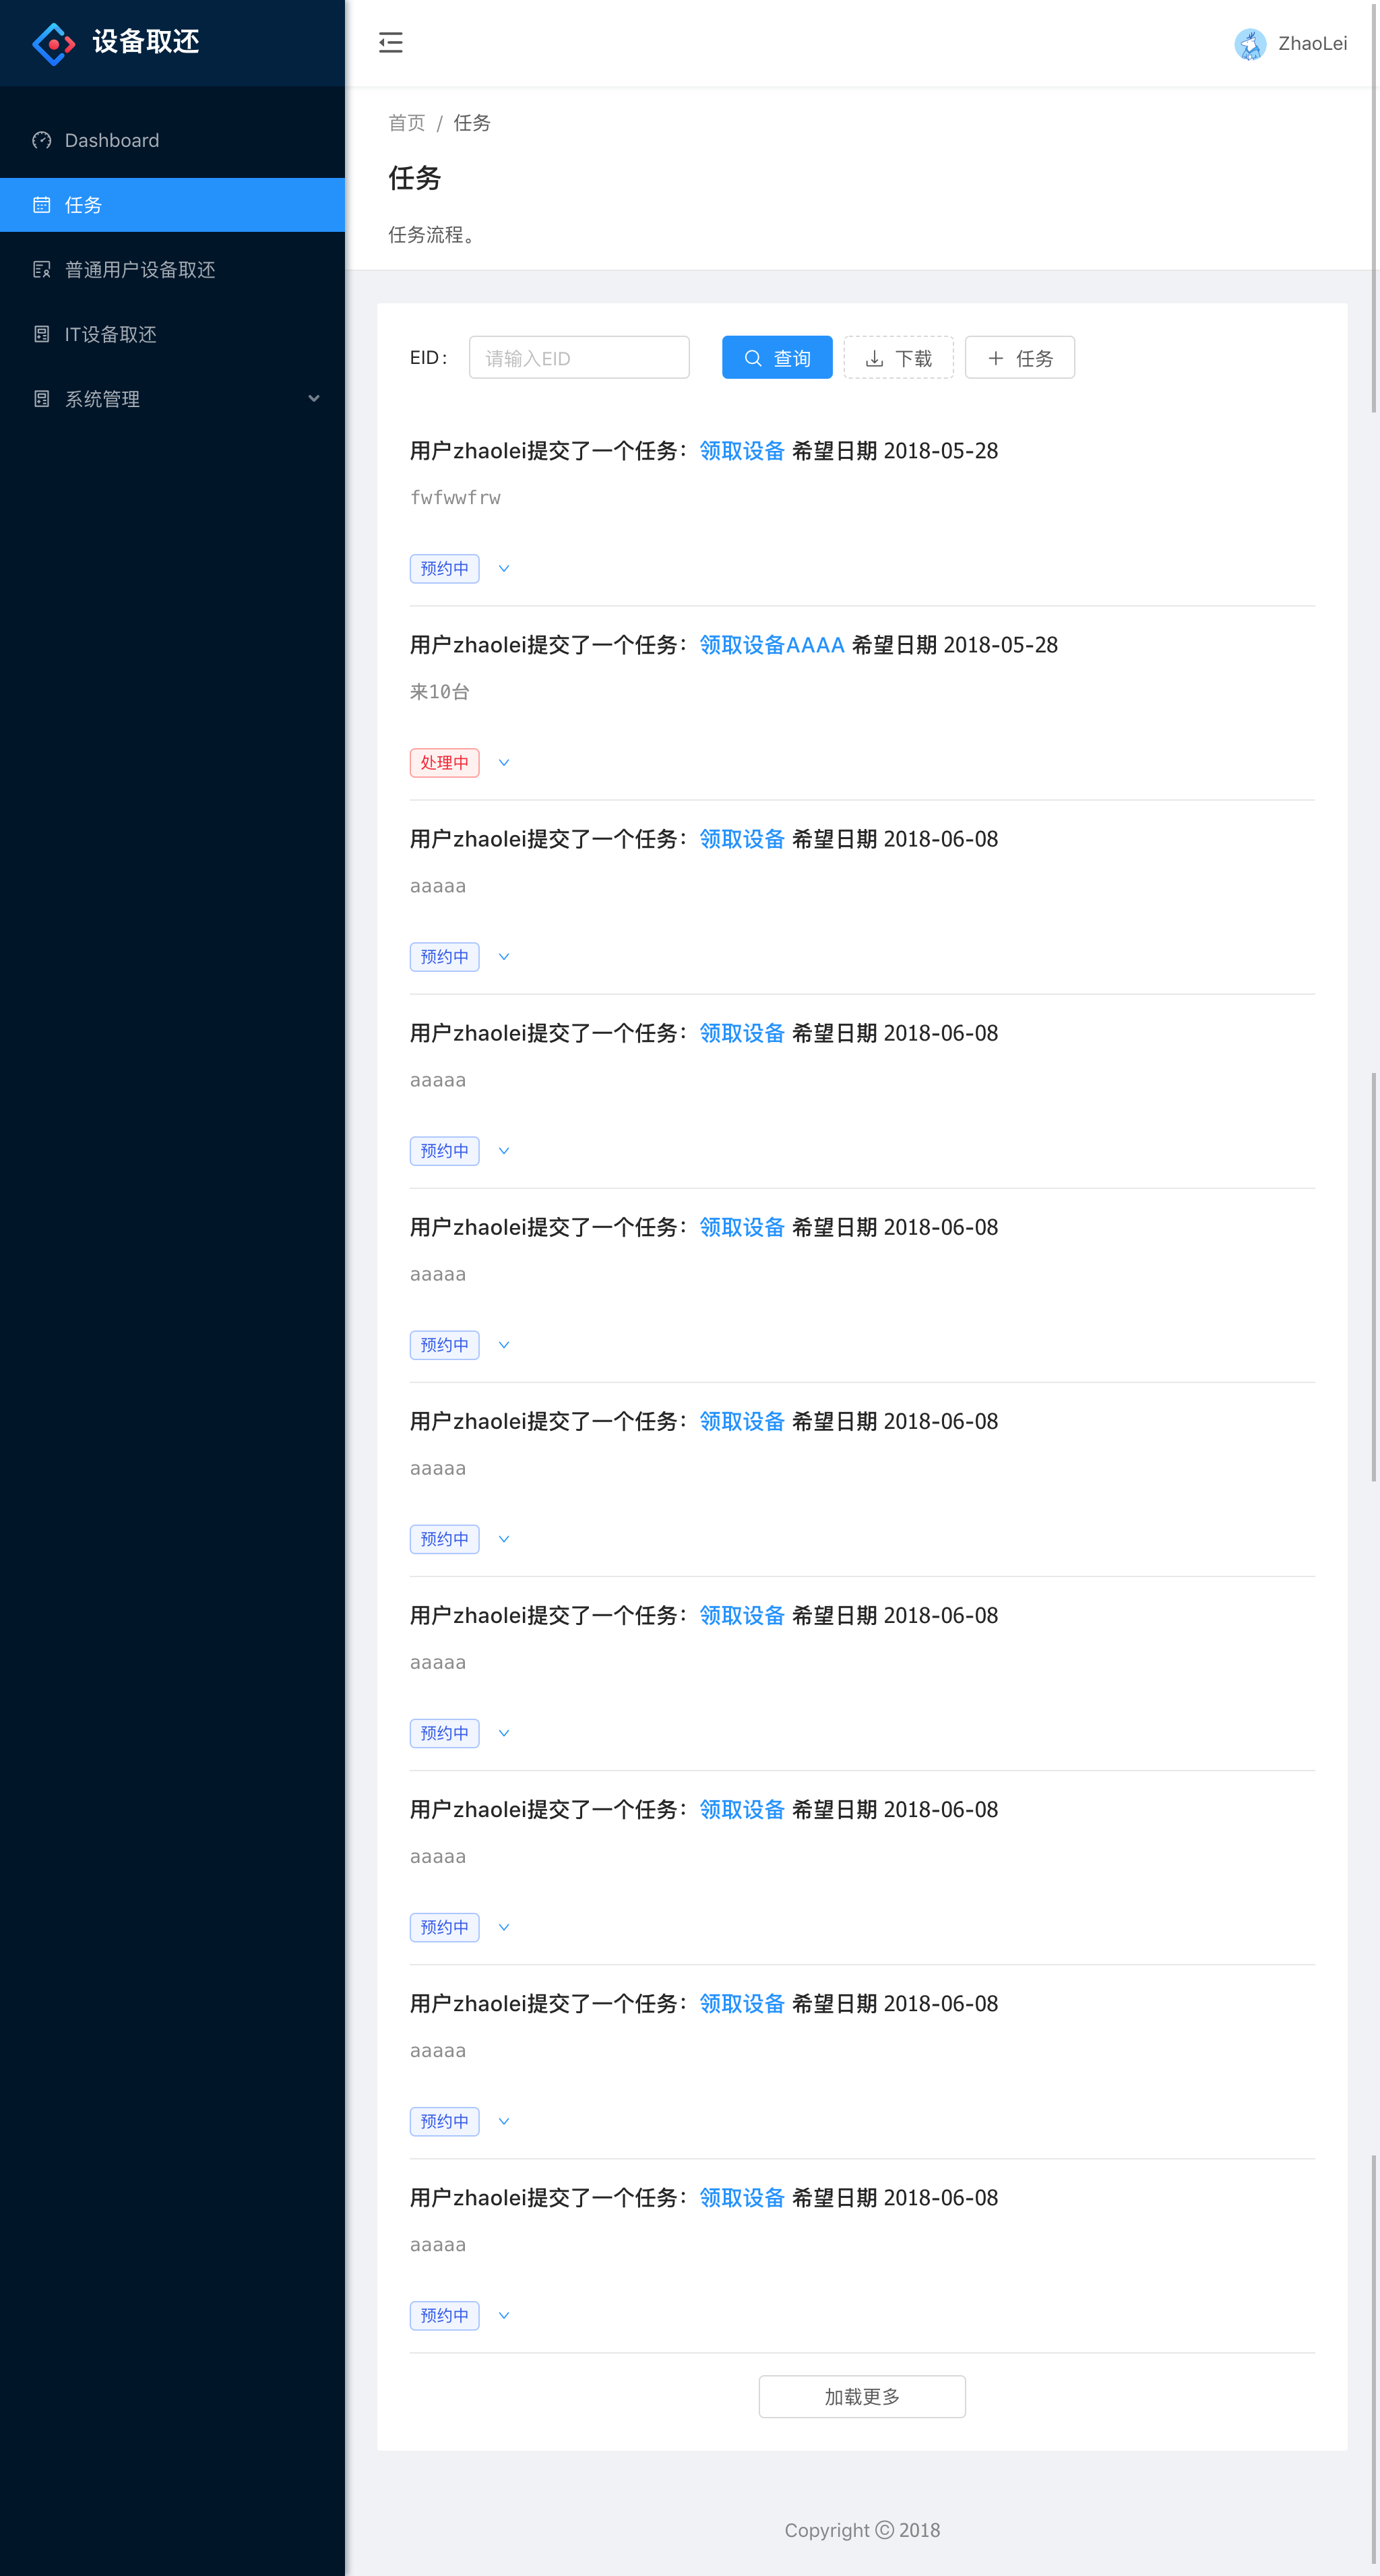 设备取还
ZhaoLei
Dashboard
任务
普通用户设备取还
IT设备取还
系统管理
首页 / 任务
任务
任务流程。
EID: 请输入EID 查询 下载 任务
用户zhaolei提交了一个任务：领取设备 希望日期 2018-05-28
fwfwwfrw
预约中
用户zhaolei提交了一个任务：领取设备AAAA 希望日期 2018-05-28
来10台
处理中
用户zhaolei提交了一个任务：领取设备 希望日期 2018-06-08
aaaaa
预约中
用户zhaolei提交了一个任务：领取设备 希望日期 2018-06-08
aaaaa
预约中
用户zhaolei提交了一个任务：领取设备 希望日期 2018-06-08
aaaaa
预约中
用户zhaolei提交了一个任务：领取设备 希望日期 2018-06-08
aaaaa
预约中
用户zhaolei提交了一个任务：领取设备 希望日期 2018-06-08
aaaaa
预约中
用户zhaolei提交了一个任务：领取设备 希望日期 2018-06-08
aaaaa
预约中
用户zhaolei提交了一个任务：领取设备 希望日期 2018-06-08
aaaaa
预约中
用户zhaolei提交了一个任务：领取设备 希望日期 2018-06-08
aaaaa
预约中
加载更多
Copyright © 2018